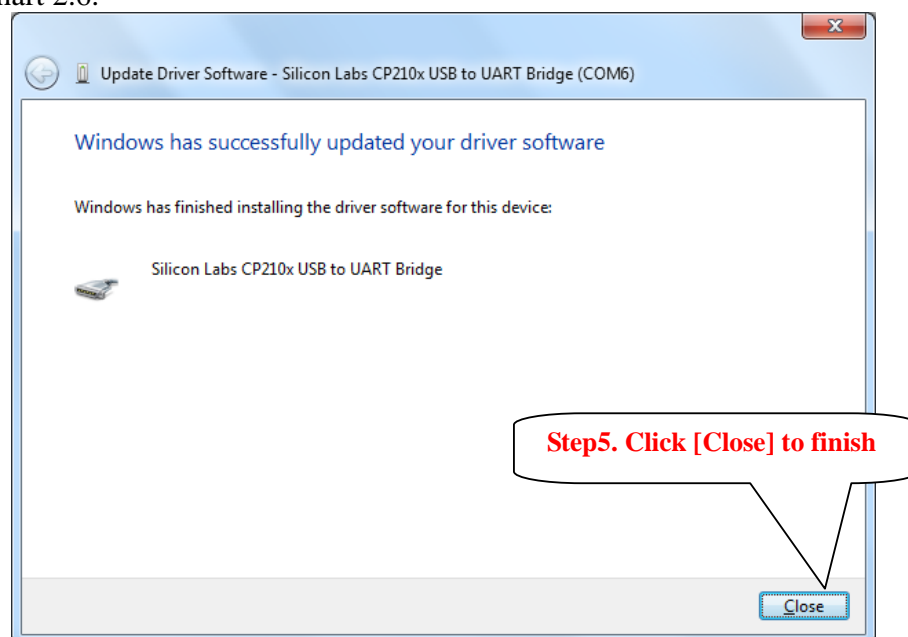 2.6.
Update Driver Software - Silicon Labs CP210x USB to UART Bridge (COM6)
Windows has successfully updated your driver software
Windows has finished installing the driver software for this device:
Silicon Labs CP210x USB to UART Bridge
Step5. Click [Close] to finish
Close